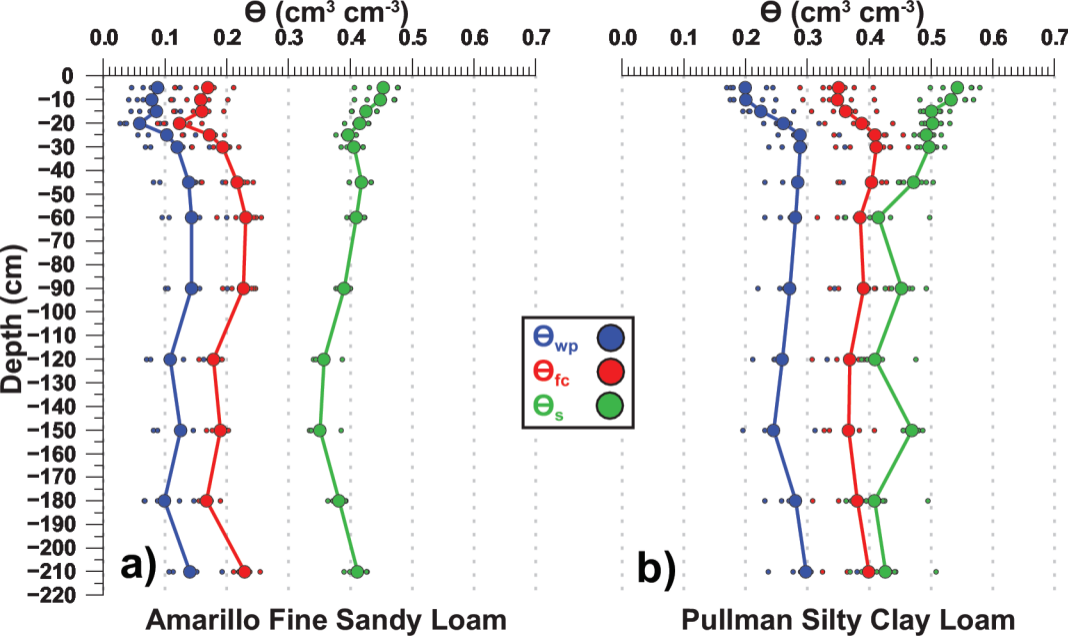 Ɵ (cm³ cm⁻³)
Ɵ (cm³ cm⁻³)
0.0 0.1 0.2 0.3 0.4 0.5 0.6 0.7
0.0 0.1 0.2 0.3 0.4 0.5 0.6 0.7
Depth (cm)
0
−10
−20
−30
−40
−50
−60
−70
−80
−90
−100
−110
−120
−130
−140
−150
−160
−170
−180
−190
−200
−210
−220
Ɵwp
Ɵfc
Ɵs
a)
b)
Amarillo Fine Sandy Loam
Pullman Silty Clay Loam